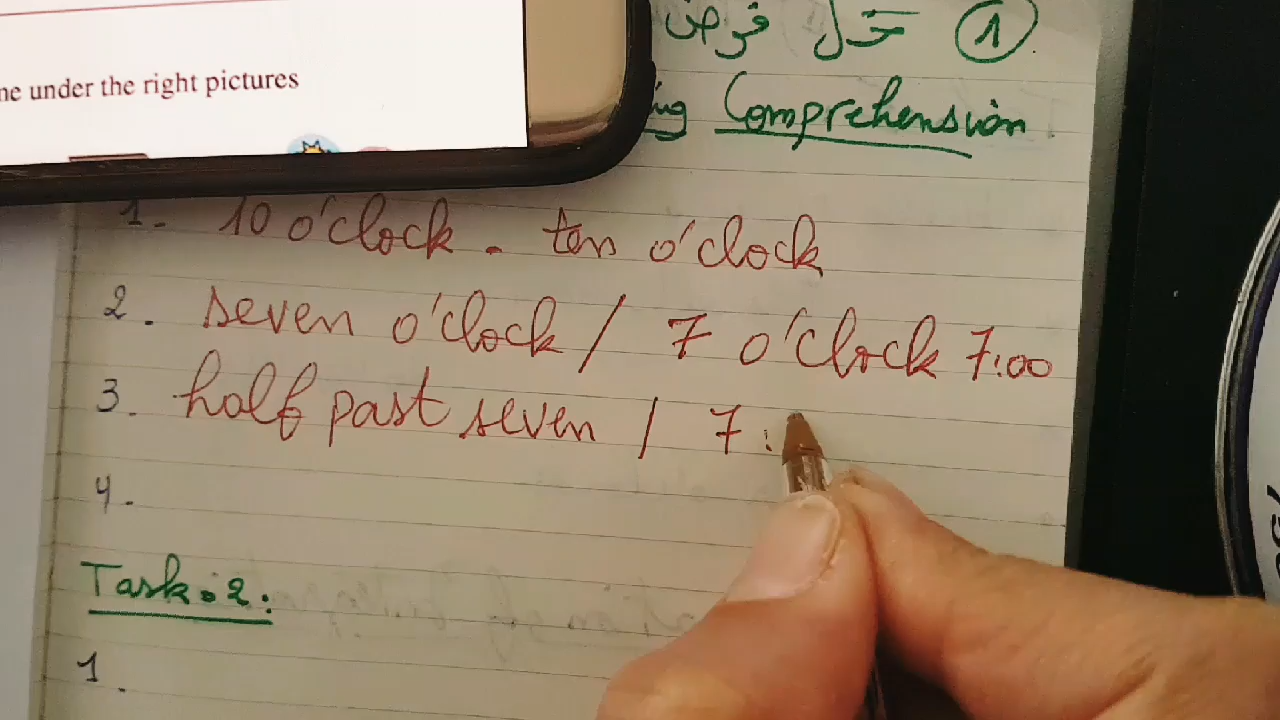 حل فرض ①
ne under the right pictures
ing Comprehension
1. 10 o'clock. ten o'clock
2. seven o'clock / 7 o'clock 7:00
3. half past seven / 7:
4.
Task.2:
1.